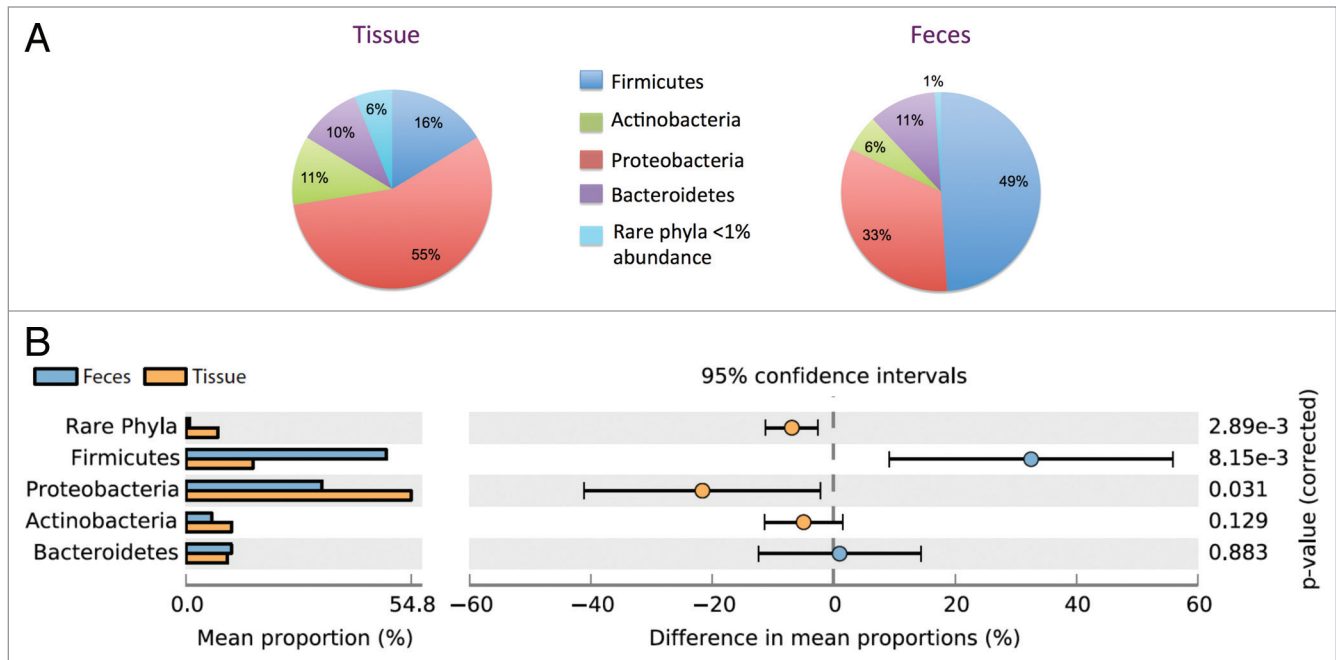 A
Tissue
Feces
Firmicutes
Actinobacteria
Proteobacteria
Bacteroidetes
Rare phyla <1%
abundance
6%
16%
10%
11%
55%
1%
11%
6%
49%
33%
B
Feces
Tissue
95% confidence intervals
Rare Phyla
Firmicutes
Proteobacteria
Actinobacteria
Bacteroidetes
2.89e-3
8.15e-3
0.031
0.129
0.883
p-value (corrected)
0.0
54.8
Mean proportion (%)
−60
−40
−20
0
20
40
60
Difference in mean proportions (%)